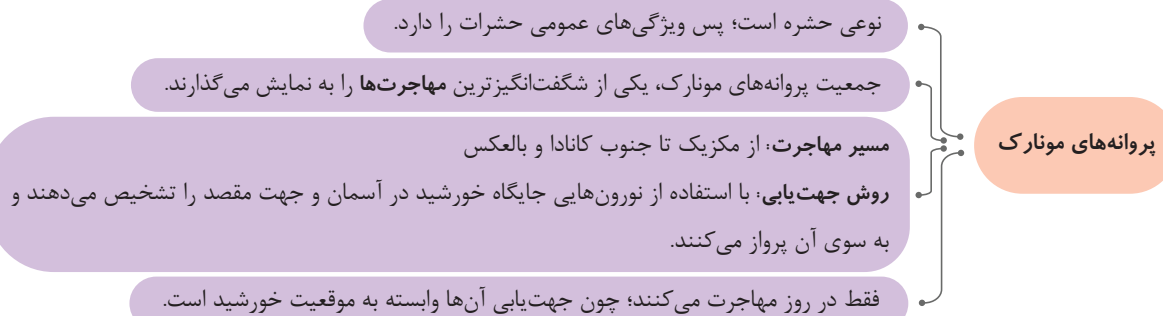 پروانه‌های مونارک
نوعی حشره است؛ پس ویژگی‌های عمومی حشرات را دارد.
جمعیت پروانه‌های مونارک، یکی از شگفت‌انگیزترین مهاجرت‌ها را به نمایش می‌گذارند.
مسیر مهاجرت: از مکزیک تا جنوب کانادا و بالعکس
روش جهت‌یابی: با استفاده از نورون‌هایی جایگاه خورشید در آسمان و جهت مقصد را تشخیص می‌دهند و
به سوی آن پرواز می‌کنند.
فقط در روز مهاجرت می‌کنند؛ چون جهت‌یابی آن‌ها وابسته به موقعیت خورشید است.